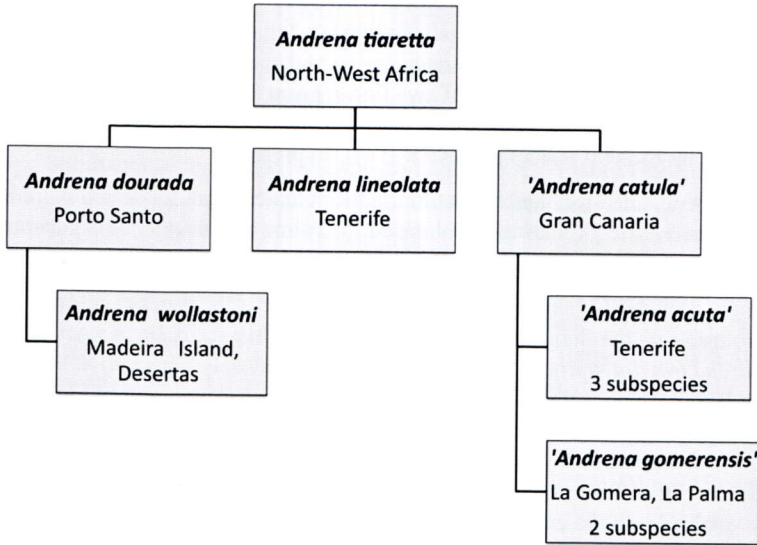 Andrena tiaretta
North-West Africa
Andrena dourada
Porto Santo
Andrena lineolata
Tenerife
'Andrena catula'
Gran Canaria
Andrena wollastoni
Madeira Island,
Desertas
'Andrena acuta'
Tenerife
3 subspecies
'Andrena gomerensis'
La Gomera, La Palma
2 subspecies